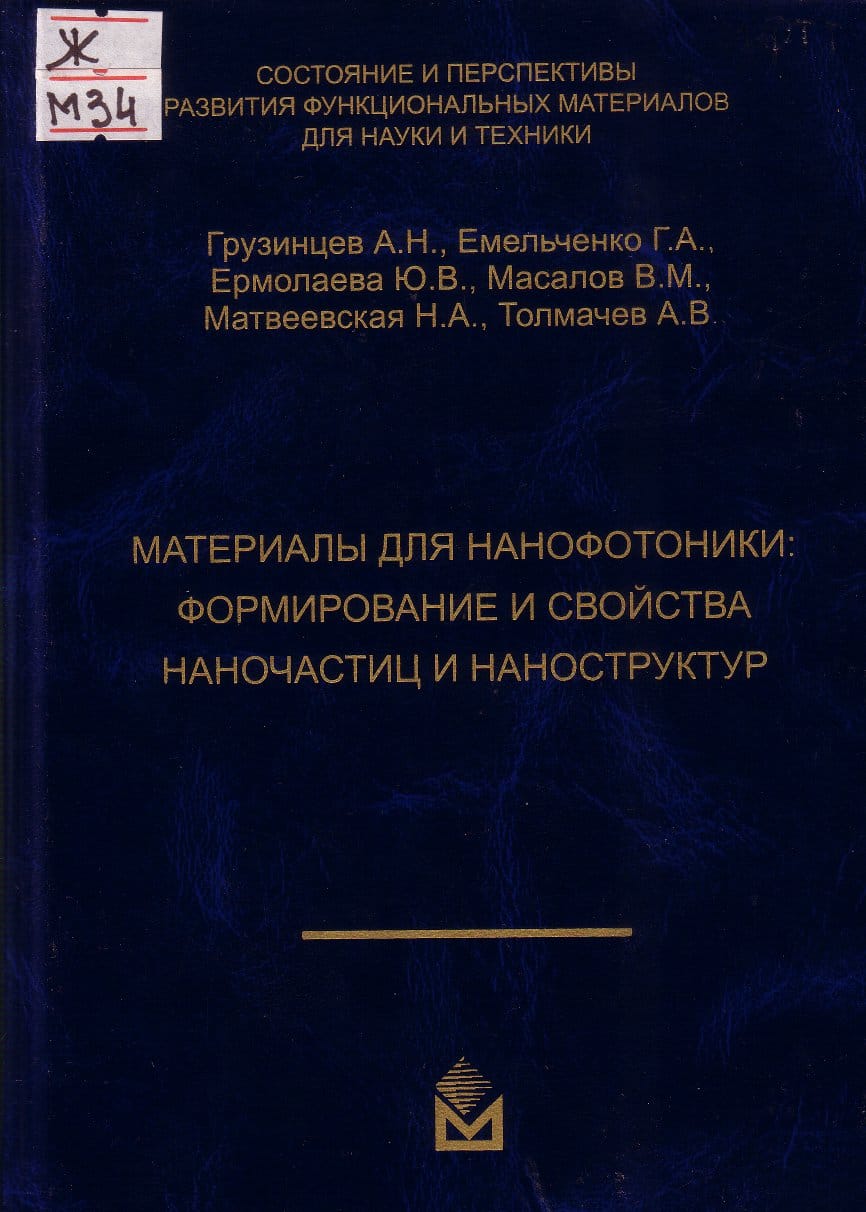 Ж
М34
СОСТОЯНИЕ И ПЕРСПЕКТИВЫ
РАЗВИТИЯ ФУНКЦИОНАЛЬНЫХ МАТЕРИАЛОВ
ДЛЯ НАУКИ И ТЕХНИКИ
Грузинцев А.Н., Емельченко Г.А.,
Ермолаева Ю.В., Масалов В.М.,
Матвеевская Н.А., Толмачев А.В.
МАТЕРИАЛЫ ДЛЯ НАНОФОТОНИКИ:
ФОРМИРОВАНИЕ И СВОЙСТВА
НАНОЧАСТИЦ И НАНОСТРУКТУР